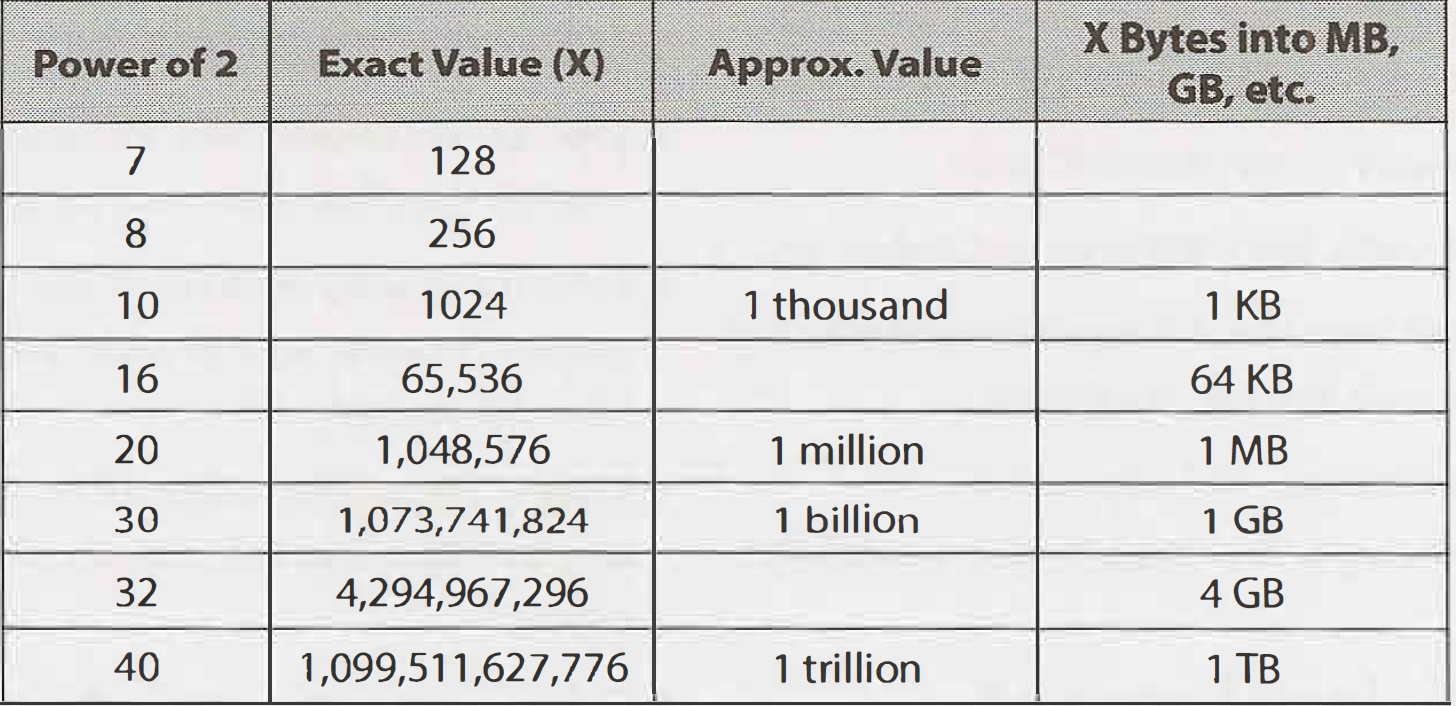 Power of 2 Exact Value (X) Approx. Value X Bytes into MB,
GB, etc.
7 128
8 256
10 1024 1 thousand 1 KB
16 65,536 64 KB
20 1,048,576 1 million 1 MB
30 1,073,741,824 1 billion 1 GB
32 4,294,967,296 4 GB
40 1,099,511,627,776 1 trillion 1 TB